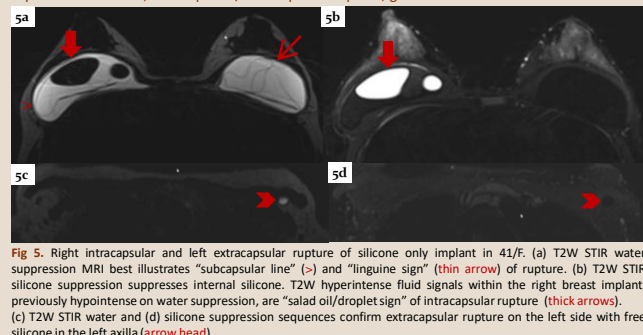 5a
5b
5c
5d
Fig 5. Right intracapsular and left extracapsular rupture of silicone only implant in 41/F. (a) T2W STIR water
suppression MRI best illustrates “subcapsular line” (>) and “linguine sign” (thin arrow) of rupture. (b) T2W STIR
silicone suppression suppresses internal silicone. T2W hyperintense fluid signals within the right breast implant,
previously hypointense on water suppression, are “salad oil/droplet sign” of intracapsular rupture (thick arrows).
(c) T2W STIR water and (d) silicone suppression sequences confirm extracapsular rupture on the left side with free
silicone in the left axilla (arrow head)